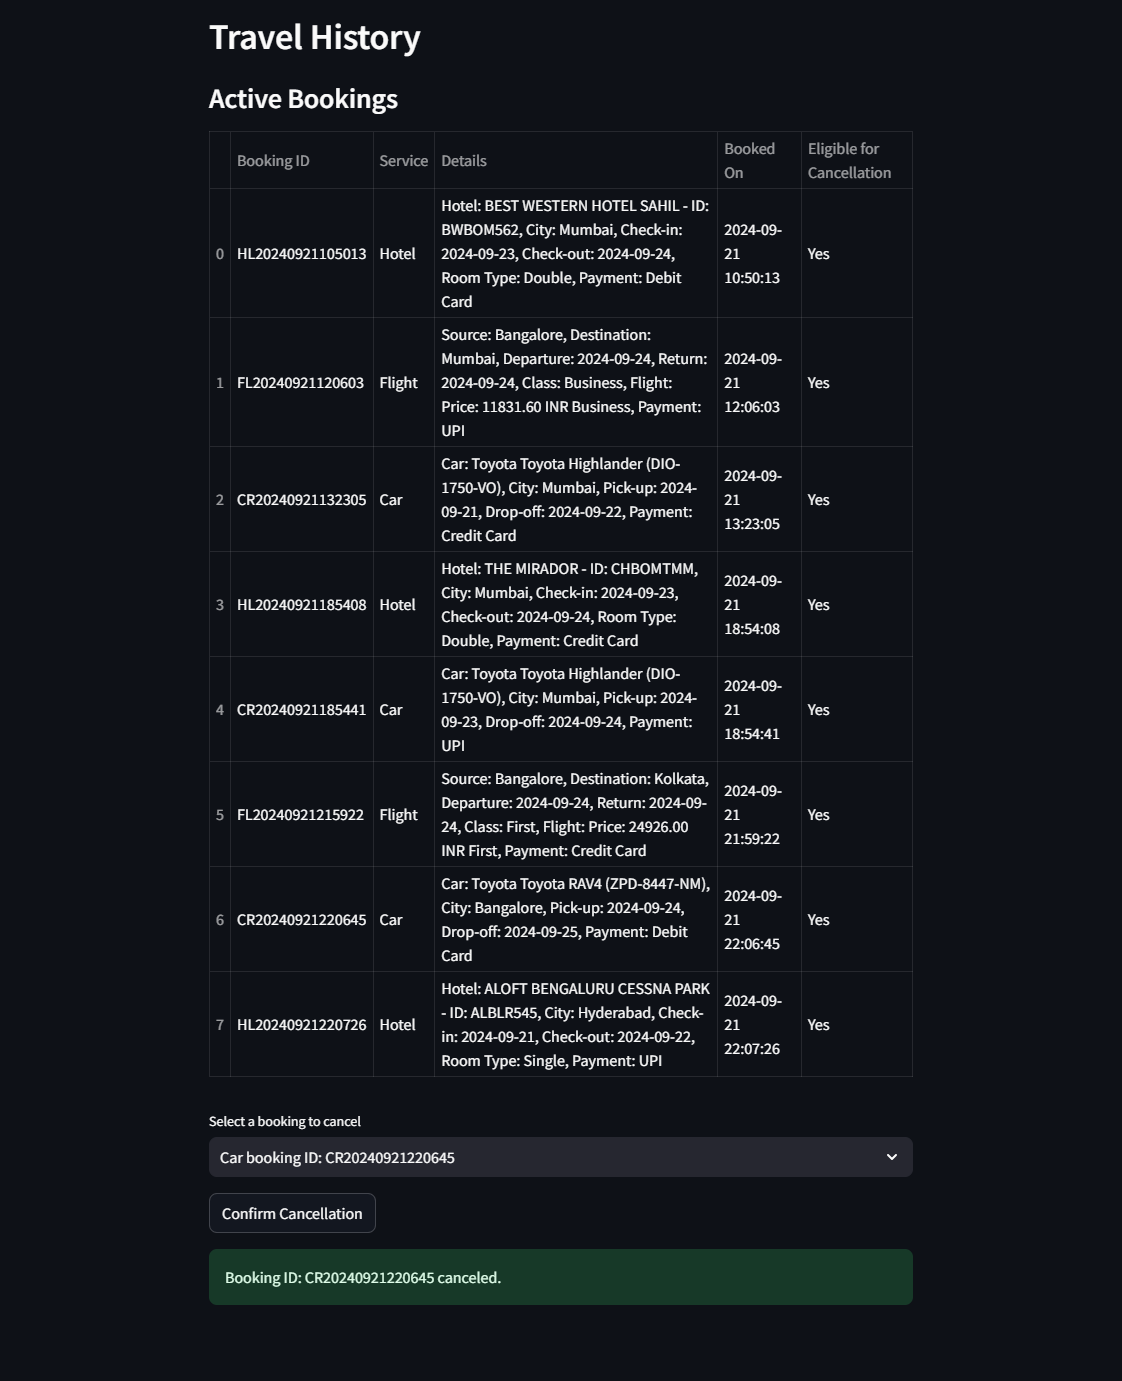 Travel History
Active Bookings
Booking ID Service Details Booked On Eligible for Cancellation
0 HL20240921105013 Hotel Hotel: BEST WESTERN HOTEL SAHIL - ID: BWBOM562, City: Mumbai, Check-in: 2024-09-23, Check-out: 2024-09-24, Room Type: Double, Payment: Debit Card 2024-09-21 10:50:13 Yes
1 FL20240921120603 Flight Source: Bangalore, Destination: Mumbai, Departure: 2024-09-24, Return: 2024-09-24, Class: Business, Flight: Price: 11831.60 INR Business, Payment: UPI 2024-09-21 12:06:03 Yes
2 CR20240921132305 Car Car: Toyota Toyota Highlander (DIO-1750-VO), City: Mumbai, Pick-up: 2024-09-21, Drop-off: 2024-09-22, Payment: Credit Card 2024-09-21 13:23:05 Yes
3 HL20240921185408 Hotel Hotel: THE MIRADOR - ID: CHBOMTMM, City: Mumbai, Check-in: 2024-09-23, Check-out: 2024-09-24, Room Type: Double, Payment: Credit Card 2024-09-21 18:54:08 Yes
4 CR20240921185441 Car Car: Toyota Toyota Highlander (DIO-1750-VO), City: Mumbai, Pick-up: 2024-09-23, Drop-off: 2024-09-24, Payment: UPI 2024-09-21 18:54:41 Yes
5 FL20240921215922 Flight Source: Bangalore, Destination: Kolkata, Departure: 2024-09-24, Return: 2024-09-24, Class: First, Flight: Price: 24926.00 INR First, Payment: Credit Card 2024-09-21 21:59:22 Yes
6 CR20240921220645 Car Car: Toyota Toyota RAV4 (ZPD-8447-NM), City: Bangalore, Pick-up: 2024-09-24, Drop-off: 2024-09-25, Payment: Debit Card 2024-09-21 22:06:45 Yes
7 HL20240921220726 Hotel Hotel: ALOFT BENGALURU CESSNA PARK - ID: ALBLR545, City: Hyderabad, Check-in: 2024-09-21, Check-out: 2024-09-22, Room Type: Single, Payment: UPI 2024-09-21 22:07:26 Yes
Select a booking to cancel
Car booking ID: CR20240921220645
Confirm Cancellation
Booking ID: CR20240921220645 canceled.